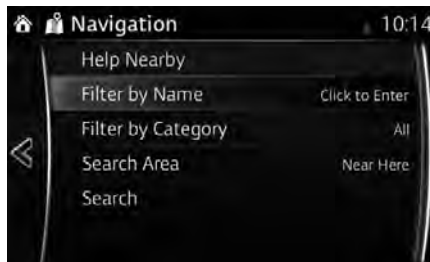 Navigation 10:14
Help Nearby
Filter by Name Click to Enter
Filter by Category All
Search Area Near Here
Search